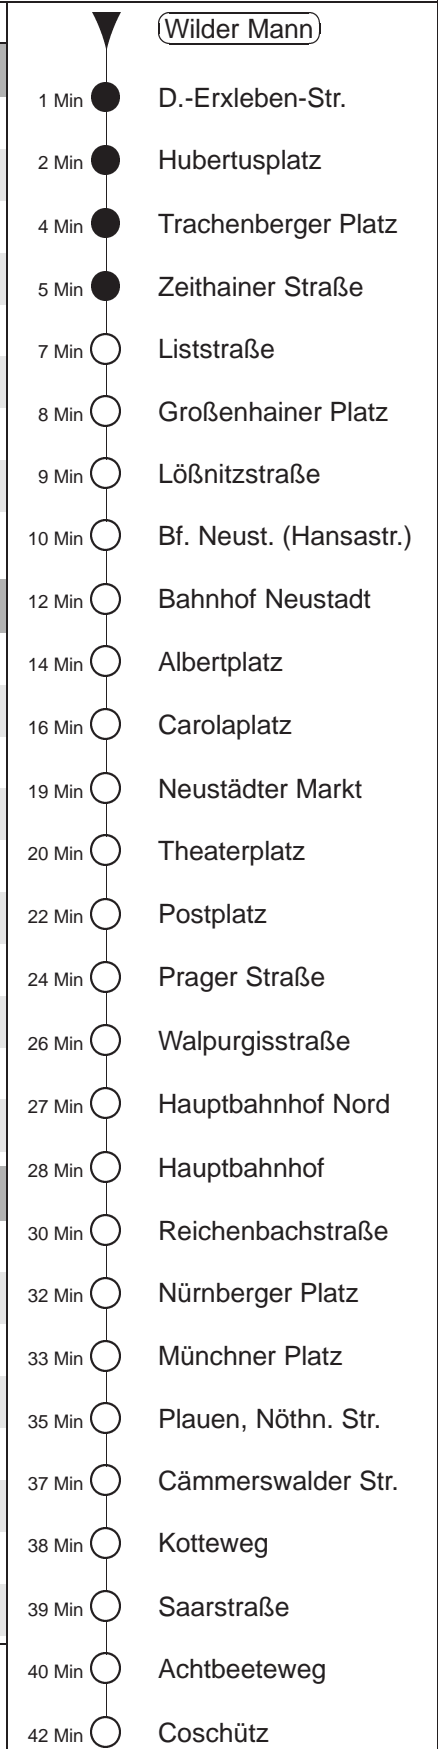 Wilder Mann
1 Min D.-Erxleben-Str.
2 Min Hubertusplatz
4 Min Trachenberger Platz
5 Min Zeithainer Straße
7 Min Liststraße
8 Min Großenhainer Platz
9 Min Lößnitzstraße
10 Min Bf. Neust. (Hansastr.)
12 Min Bahnhof Neustadt
14 Min Albertplatz
16 Min Carolaplatz
19 Min Neustädter Markt
20 Min Theaterplatz
22 Min Postplatz
24 Min Prager Straße
26 Min Walpurgisstraße
27 Min Hauptbahnhof Nord
28 Min Hauptbahnhof
30 Min Reichenbachstraße
32 Min Nürnberger Platz
33 Min Münchner Platz
35 Min Plauen, Nöthn. Str.
37 Min Cämmerswalder Str.
38 Min Kotteweg
39 Min Saarstraße
40 Min Achtbeeteweg
42 Min Coschütz